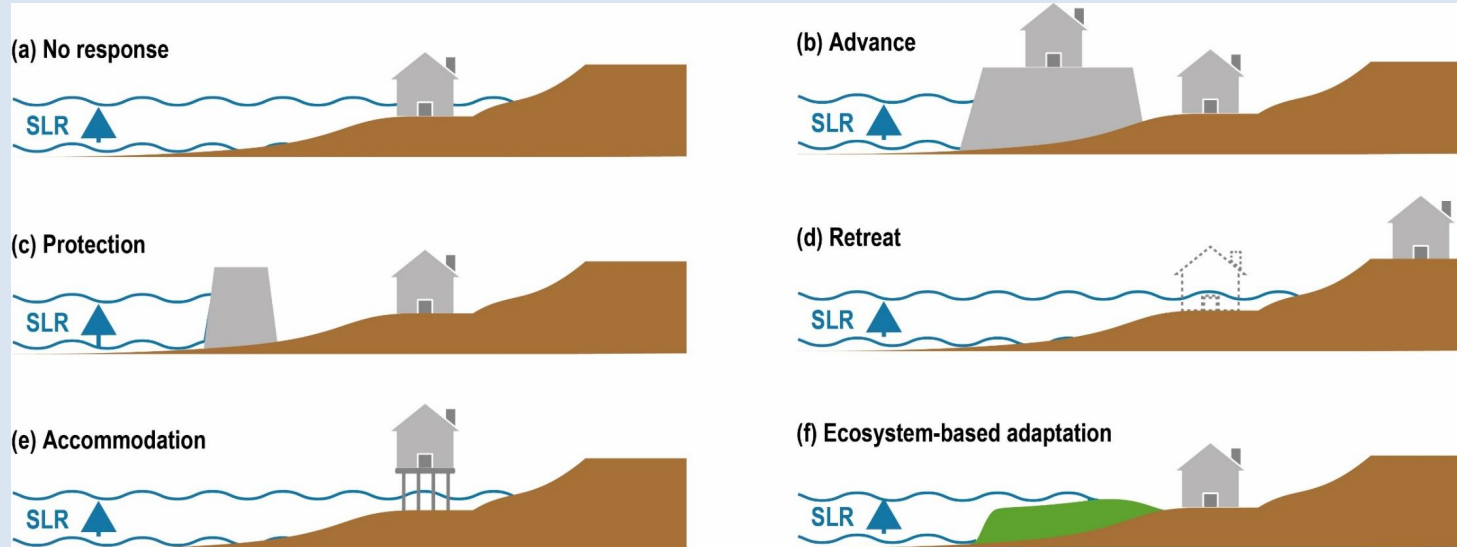 (a) No response
SLR
(b) Advance
SLR
(c) Protection
SLR
(d) Retreat
SLR
(e) Accommodation
SLR
(f) Ecosystem-based adaptation
SLR